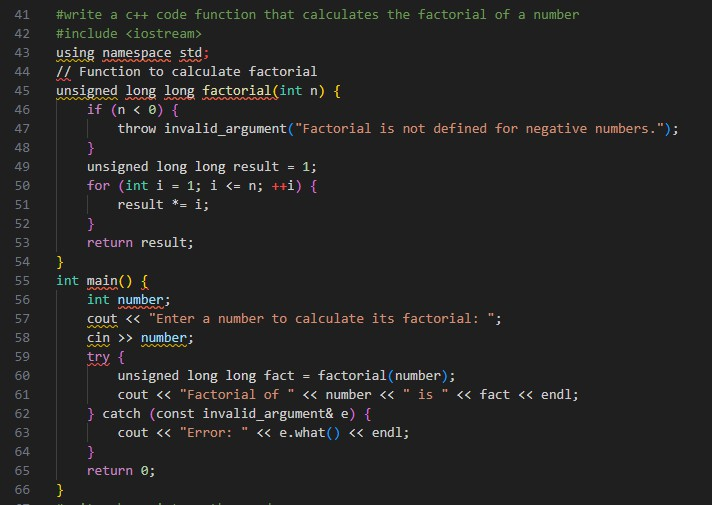 41 #write a c++ code function that calculates the factorial of a number
42 #include <iostream>
43 using namespace std;
44 // Function to calculate factorial
45 unsigned long long factorial(int n) {
46 if (n < 0) {
47 throw invalid_argument("Factorial is not defined for negative numbers.");
48 }
49 unsigned long long result = 1;
50 for (int i = 1; i <= n; ++i) {
51 result *= i;
52 }
53 return result;
54 }
55 int main() {
56 int number;
57 cout << "Enter a number to calculate its factorial: ";
58 cin >> number;
59 try {
60 unsigned long long fact = factorial(number);
61 cout << "Factorial of " << number << " is " << fact << endl;
62 } catch (const invalid_argument& e) {
63 cout << "Error: " << e.what() << endl;
64 }
65 return 0;
66 }